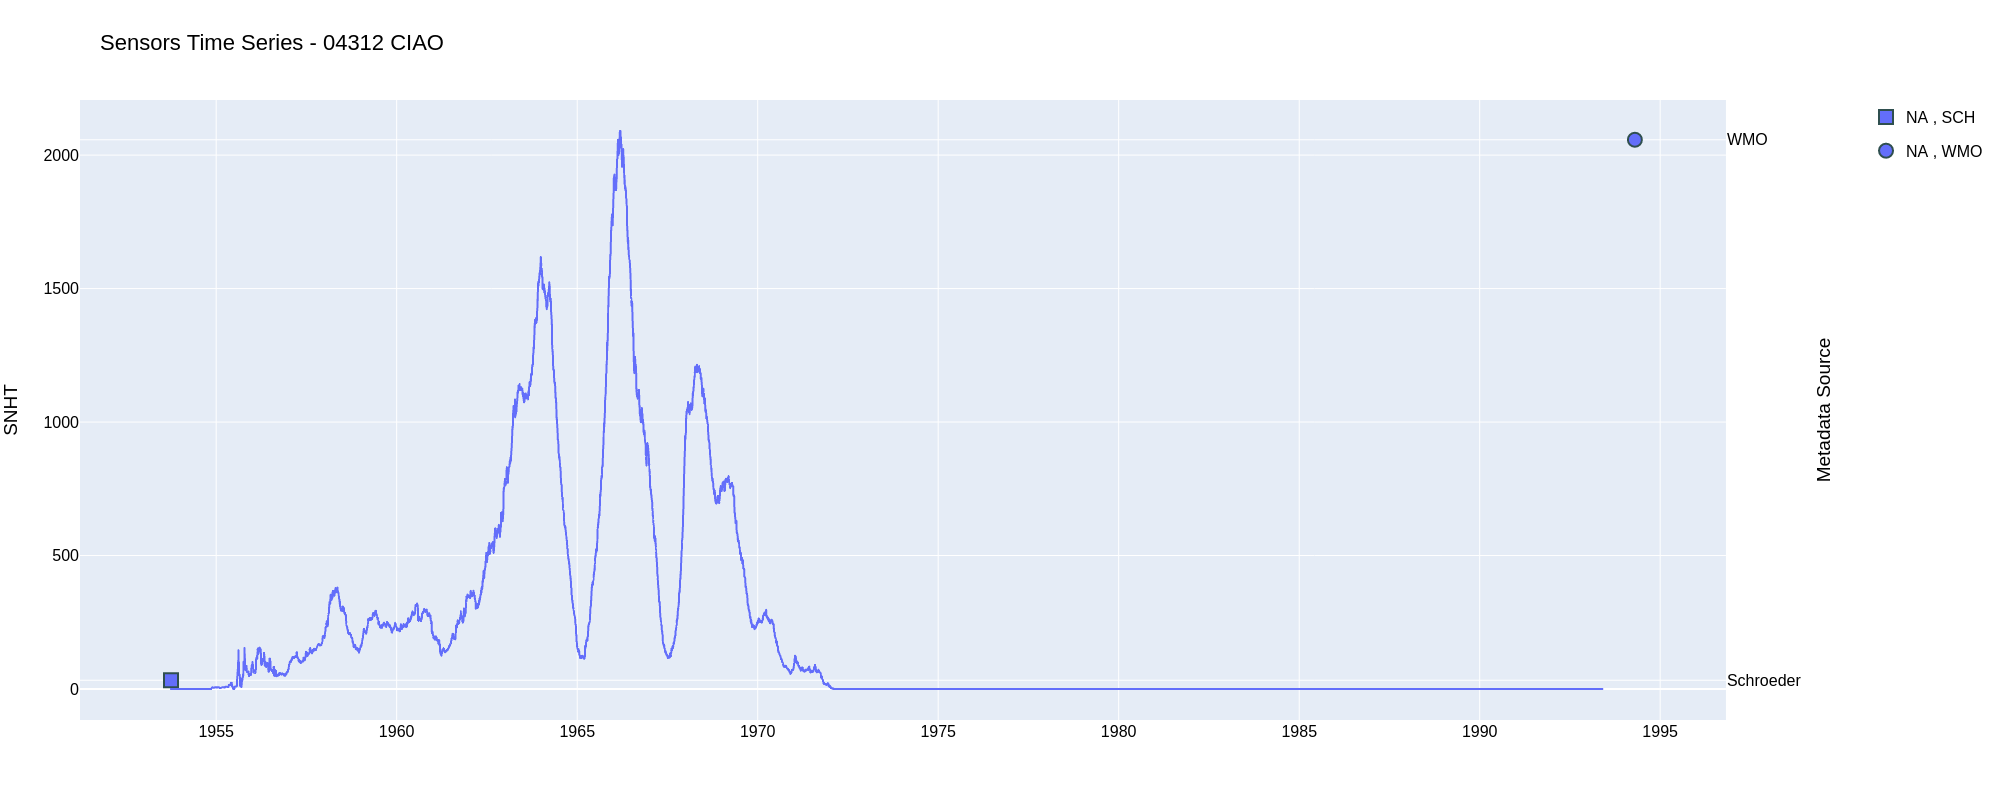 Sensors Time Series - 04312 CIAO
NA , SCH
NA , WMO
WMO
Schroeder
2000
1500
1000
500
0
SNHT
Metadata Source
1955
1960
1965
1970
1975
1980
1985
1990
1995